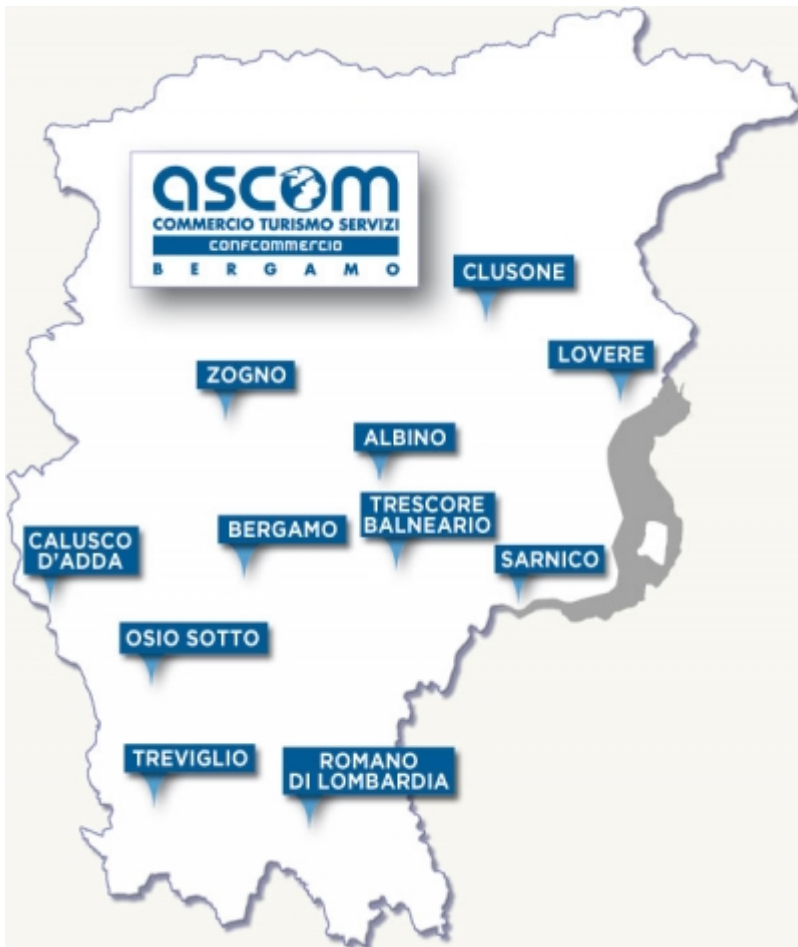 ascom
COMMERCIO TURISMO SERVIZI
CONFCOMMERCIO
BERGAMO
CLUSONE
LOVERE
ZOGNO
ALBINO
TRESCORE
BALNEARIO
BERGAMO
CALUSCO
D'ADDA
SARNICO
OSIO SOTTO
TREVIGLIO
ROMANO
DI LOMBARDIA